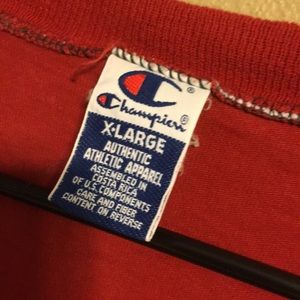 Champion®
X-LARGE
AUTHENTIC
ATHLETIC APPAREL
ASSEMBLED IN
COSTA RICA
OF U.S. COMPONENTS
CARE AND FIBER
CONTENT ON REVERSE